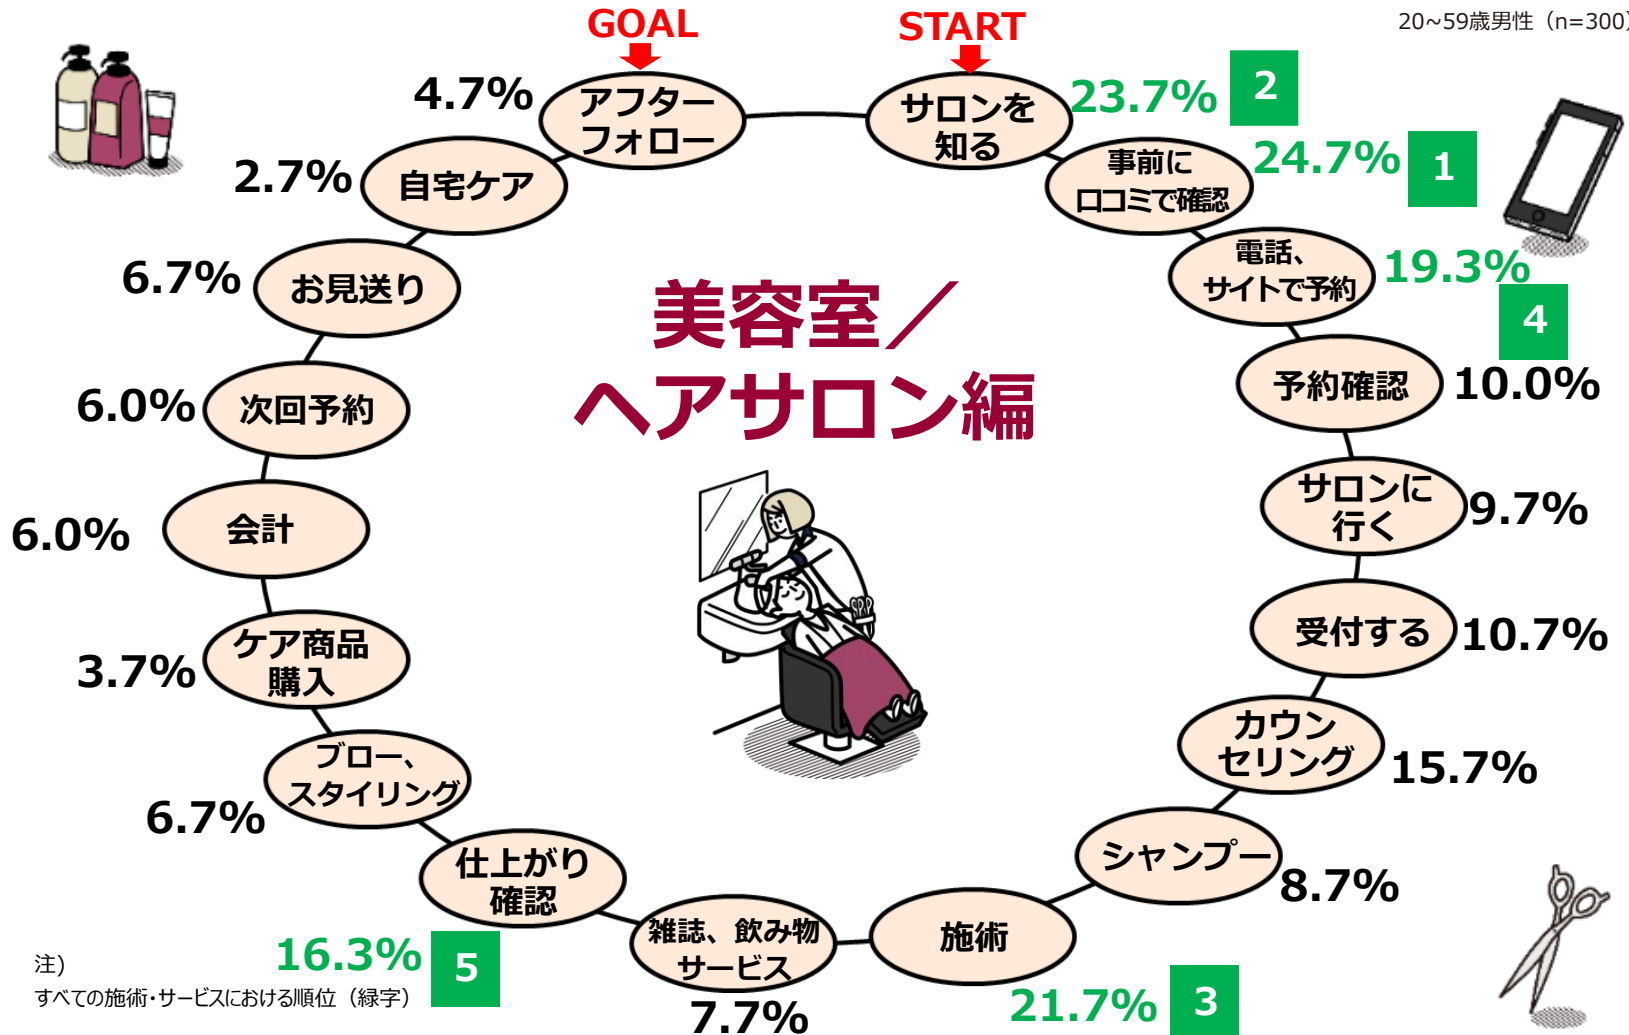 GOAL
START
20~59歳男性（n=300）
アフター
フォロー
4.7%
サロンを
知る
23.7%
2
事前に
口コミで確認
24.7%
1
電話、
サイトで予約
19.3%
4
予約確認
10.0%
サロンに
行く
9.7%
受付する
10.7%
カウン
セリング
15.7%
シャンプー
8.7%
施術
21.7%
3
雑誌、飲み物
サービス
7.7%
仕上がり
確認
16.3%
5
ブロー、
スタイリング
6.7%
ケア商品
購入
3.7%
会計
6.0%
次回予約
6.0%
お見送り
6.7%
自宅ケア
2.7%
美容室／
ヘアサロン編
注)
すべての施術・サービスにおける順位（緑字）